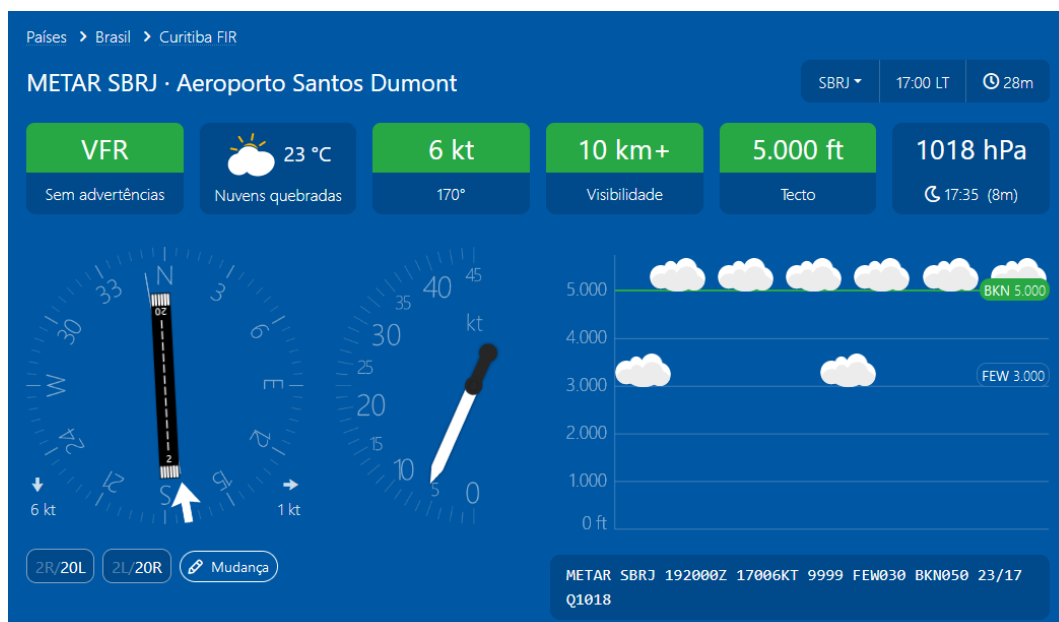 Países > Brasil > Curitiba FIR
METAR SBRJ · Aeroporto Santos Dumont
SBRJ 17:00 LT 28m
VFR
Sem advertências
23 °C
Nuvens quebradas
6 kt
170°
10 km+
Visibilidade
5.000 ft
Tecto
1018 hPa
17:35 (8m)
N
3
6
E
12
15
S
21
24
W
30
33
20
2
6 kt
1 kt
45
40
35
kt
30
25
20
15
10
5
0
5.000
BKN 5.000
4.000
3.000
FEW 3.000
2.000
1.000
0 ft
2R/20L 2L/20R Mudança
METAR SBRJ 192000Z 17006KT 9999 FEW030 BKN050 23/17
Q1018